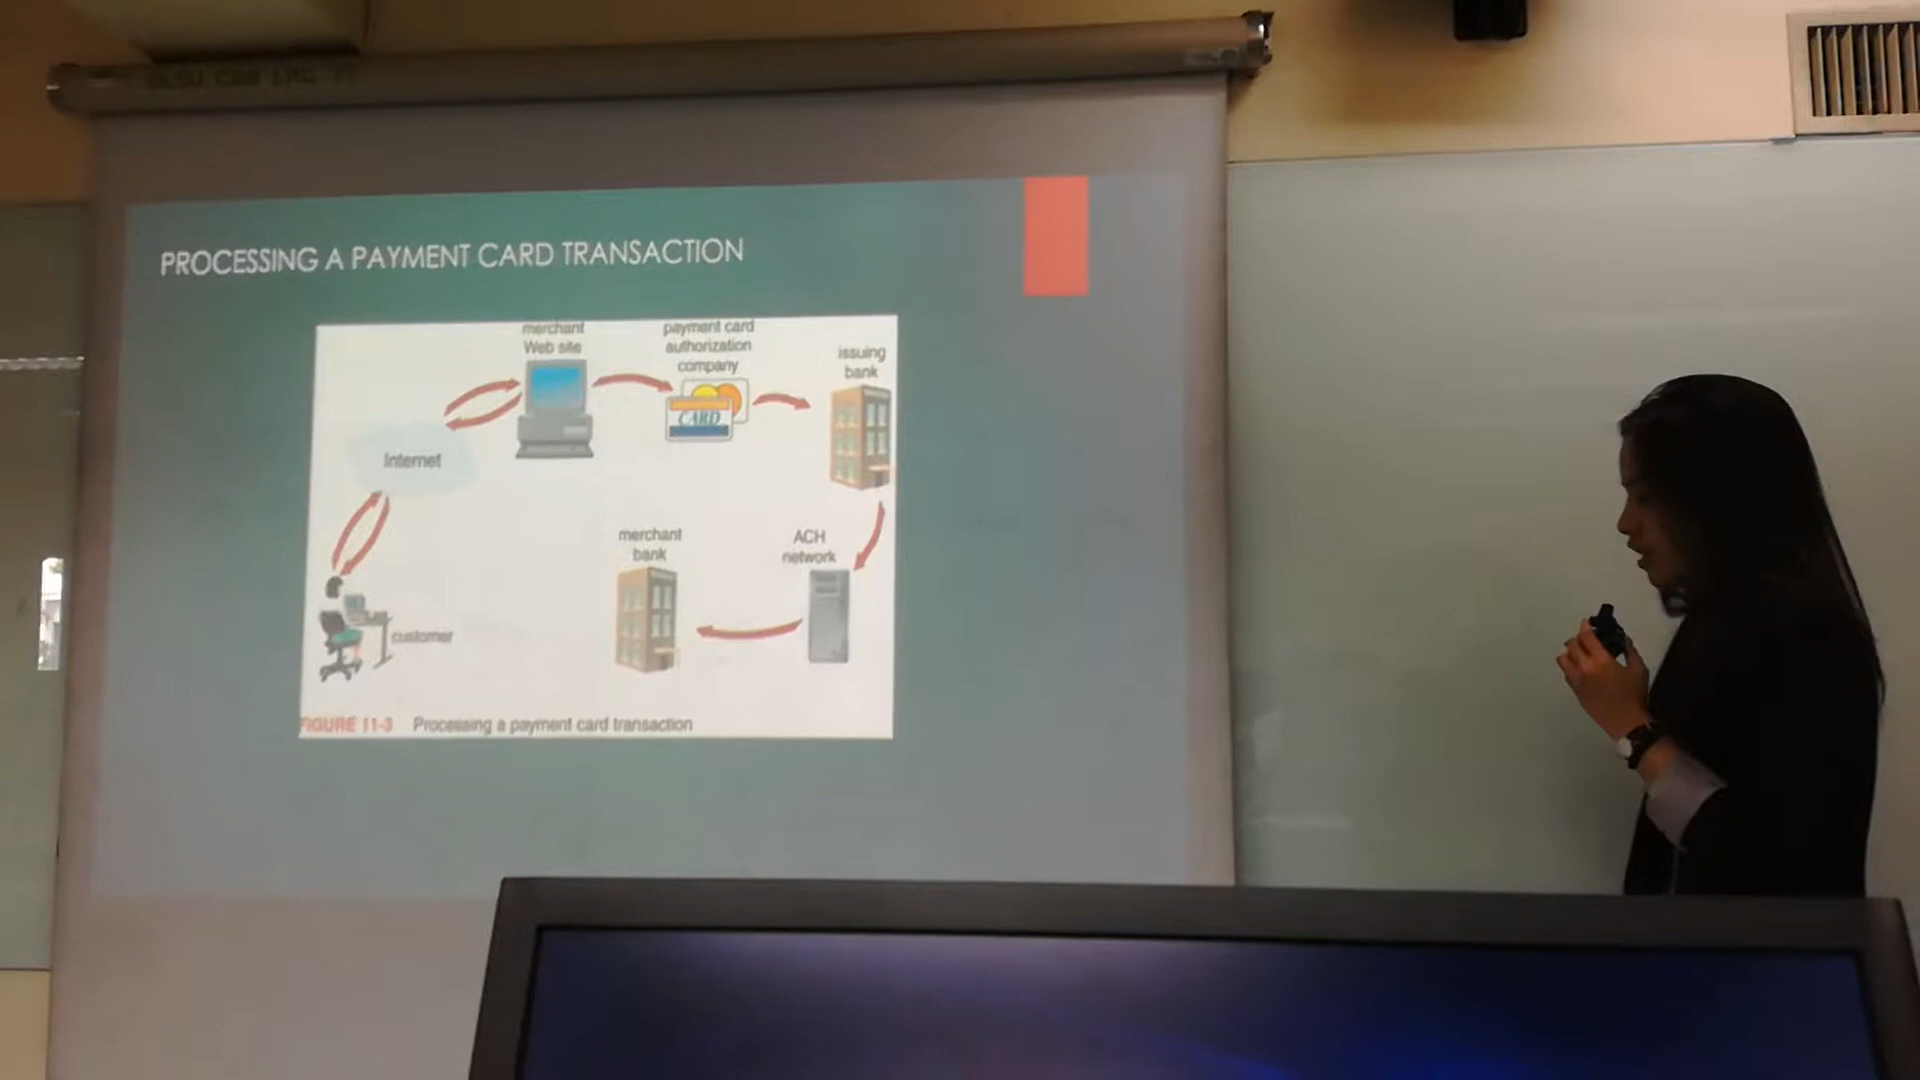 PROCESSING A PAYMENT CARD TRANSACTION
merchant
Web site
payment card
authorization
company
issuing
bank
CARD
Internet
merchant
bank
ACH
network
customer
FIGURE 11-3 Processing a payment card transaction